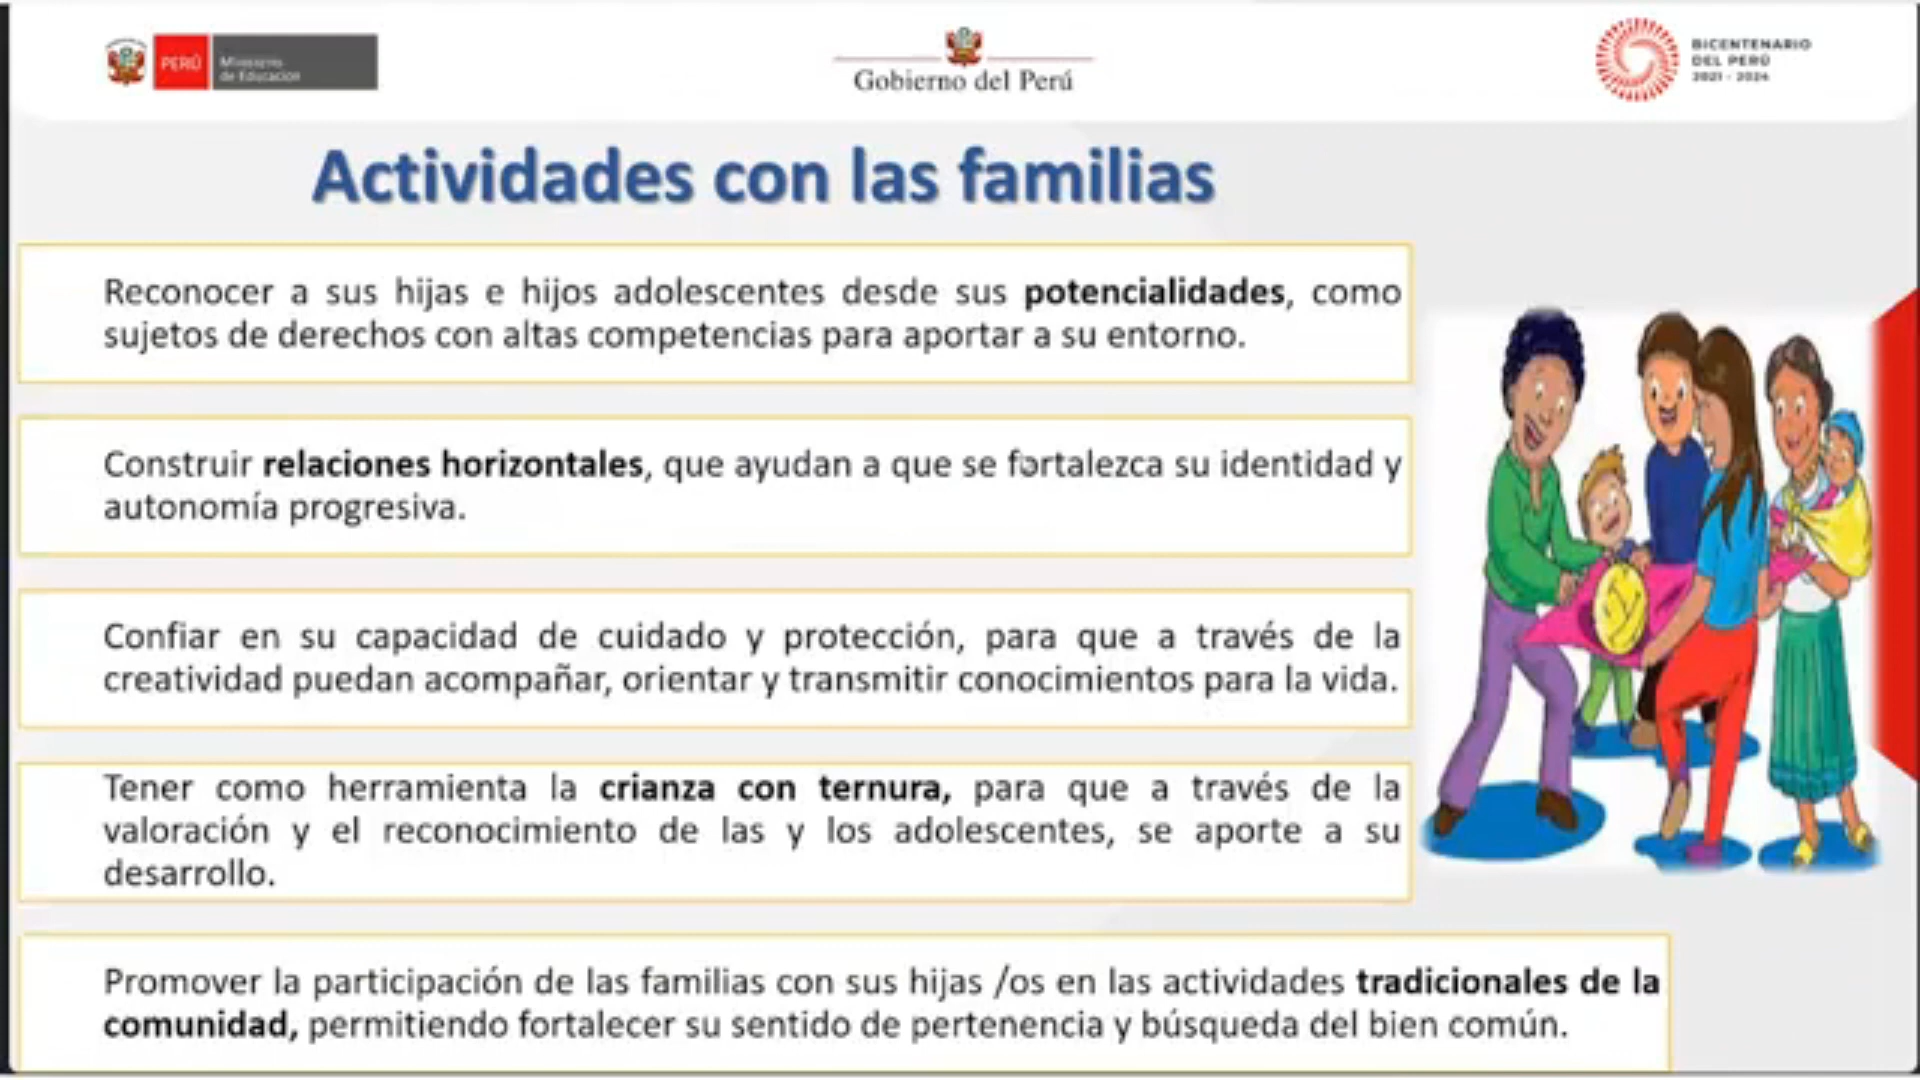 PERÚ
Ministerio
de Educación
Gobierno del Perú
BICENTENARIO
DEL PERÚ
2021 - 2024
Actividades con las familias
Reconocer a sus hijas e hijos adolescentes desde sus potencialidades, como
sujetos de derechos con altas competencias para aportar a su entorno.
Construir relaciones horizontales, que ayudan a que se fortalezca su identidad y
autonomía progresiva.
Confiar en su capacidad de cuidado y protección, para que a través de la
creatividad puedan acompañar, orientar y transmitir conocimientos para la vida.
Tener como herramienta la crianza con ternura, para que a través de la
valoración y el reconocimiento de las y los adolescentes, se aporte a su
desarrollo.
Promover la participación de las familias con sus hijas /os en las actividades tradicionales de la
comunidad, permitiendo fortalecer su sentido de pertenencia y búsqueda del bien común.